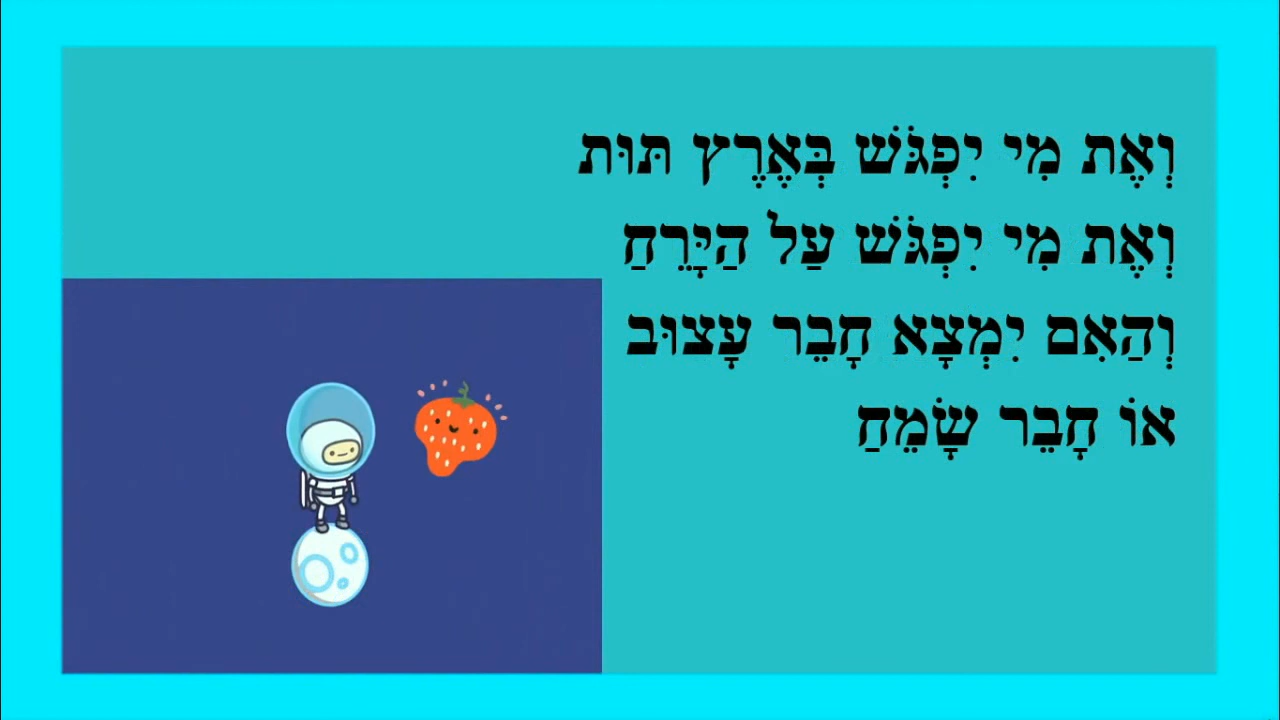 וְאֶת מִי יִפְגֹּשׁ בְּאֶרֶץ תּוּת
וְאֶת מִי יִפְגֹּשׁ עַל הַיָּרֵחַ
וְהַאִם יִמְצָא חָבֵר עָצוּב
אוֹ חָבֵר שָׂמֵחַ